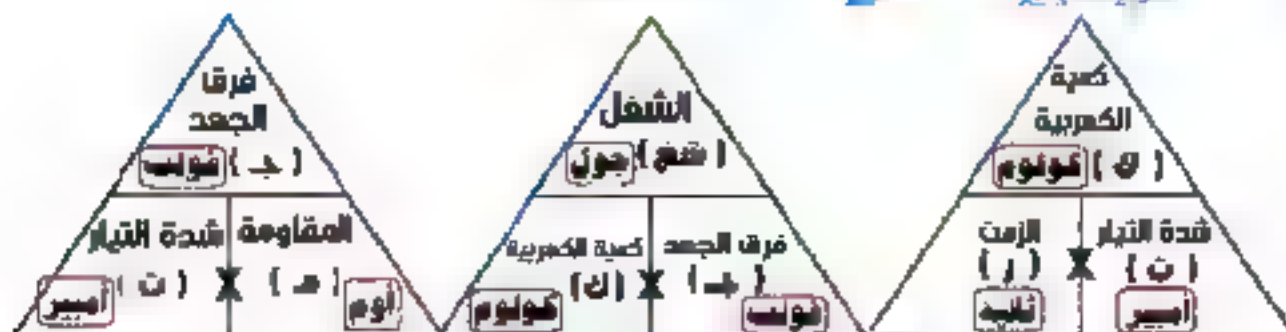 كمية
الكهربية
( ك ) كولوم
شدة التيار
( ت )
أمبير
X
الزمن
( ز )
ثانية
الشغل
( شغ ) جول
فرق الجهد
( جـ )
فولت
X
كمية الكهربية
(ك)
كولوم
فرق
الجهد
( جـ ) فولت
المقاومة
( م )
أوم
X
شدة التيار
( ت )
أمبير